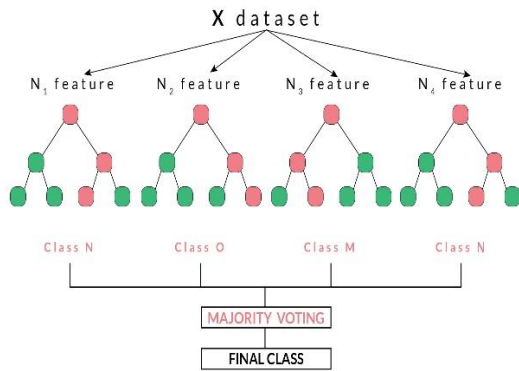 X dataset
N₁ feature N₂ feature N₃ feature N₄ feature
Class N Class O Class M Class N
MAJORITY VOTING
FINAL CLASS